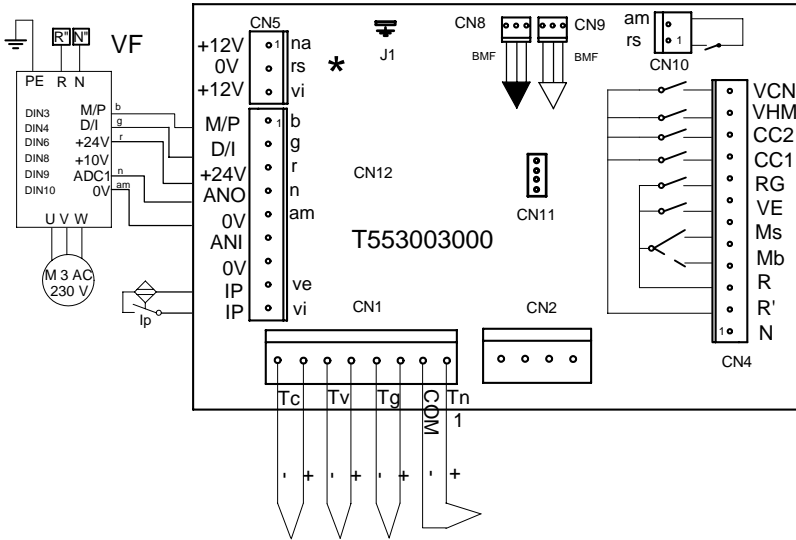 CN5
+12V 1 na
0V rs *
+12V vi
J1
CN8
CN9
BMF
BMF
am
rs 1
CN10
R" N" VF
PE R N
DIN3 M/P b
DIN4 D/I g
DIN6 +24V r
DIN8 +10V
DIN9 ADC1 n
DIN10 0V am
U V W
M 3 AC
230 V
M/P 1 b
D/I g
+24V r
ANO n
0V am
ANI
0V
IP ve
IP vi
Ip
CN12
CN11
T553003000
CN1
CN2
VCN
VHM
CC2
CC1
RG
VE
Ms
Mb
R
R'
1 N
CN4
Tc Tv Tg COM Tn
1
- + - + - + - +